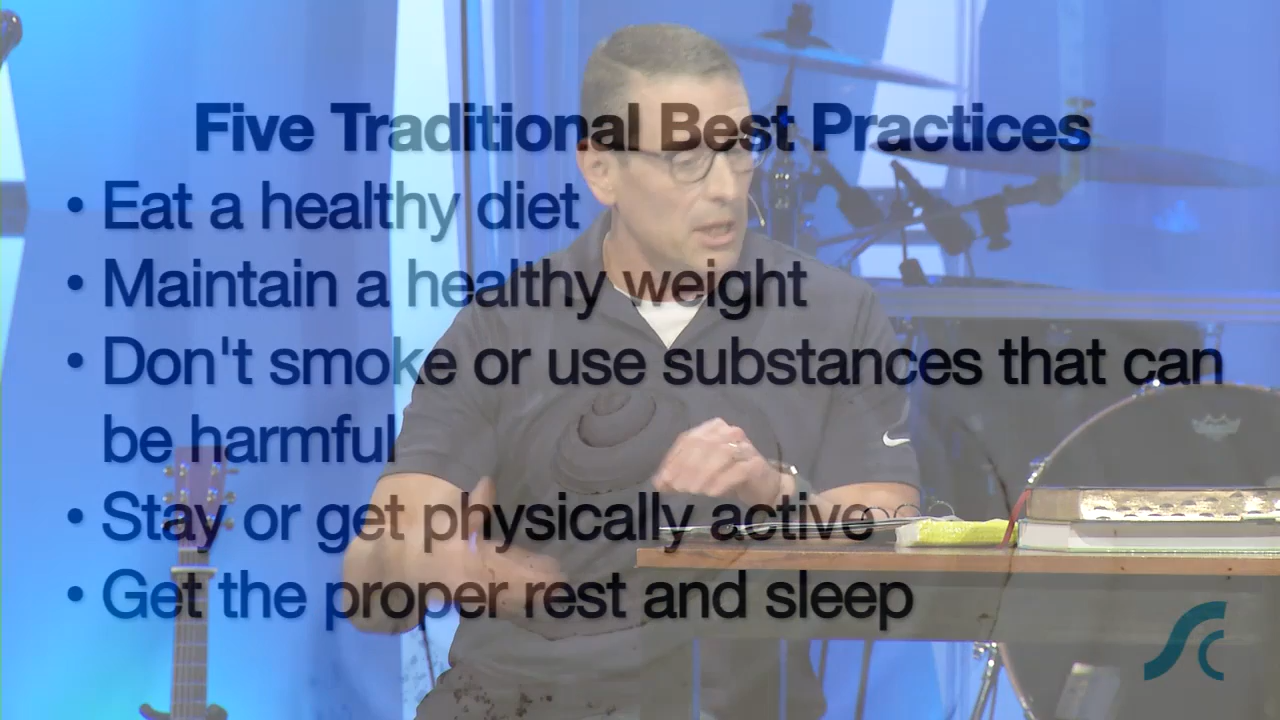 Five Traditional Best Practices
• Eat a healthy diet
• Maintain a healthy weight
• Don't smoke or use substances that can
be harmful
• Stay or get physically active
• Get the proper rest and sleep